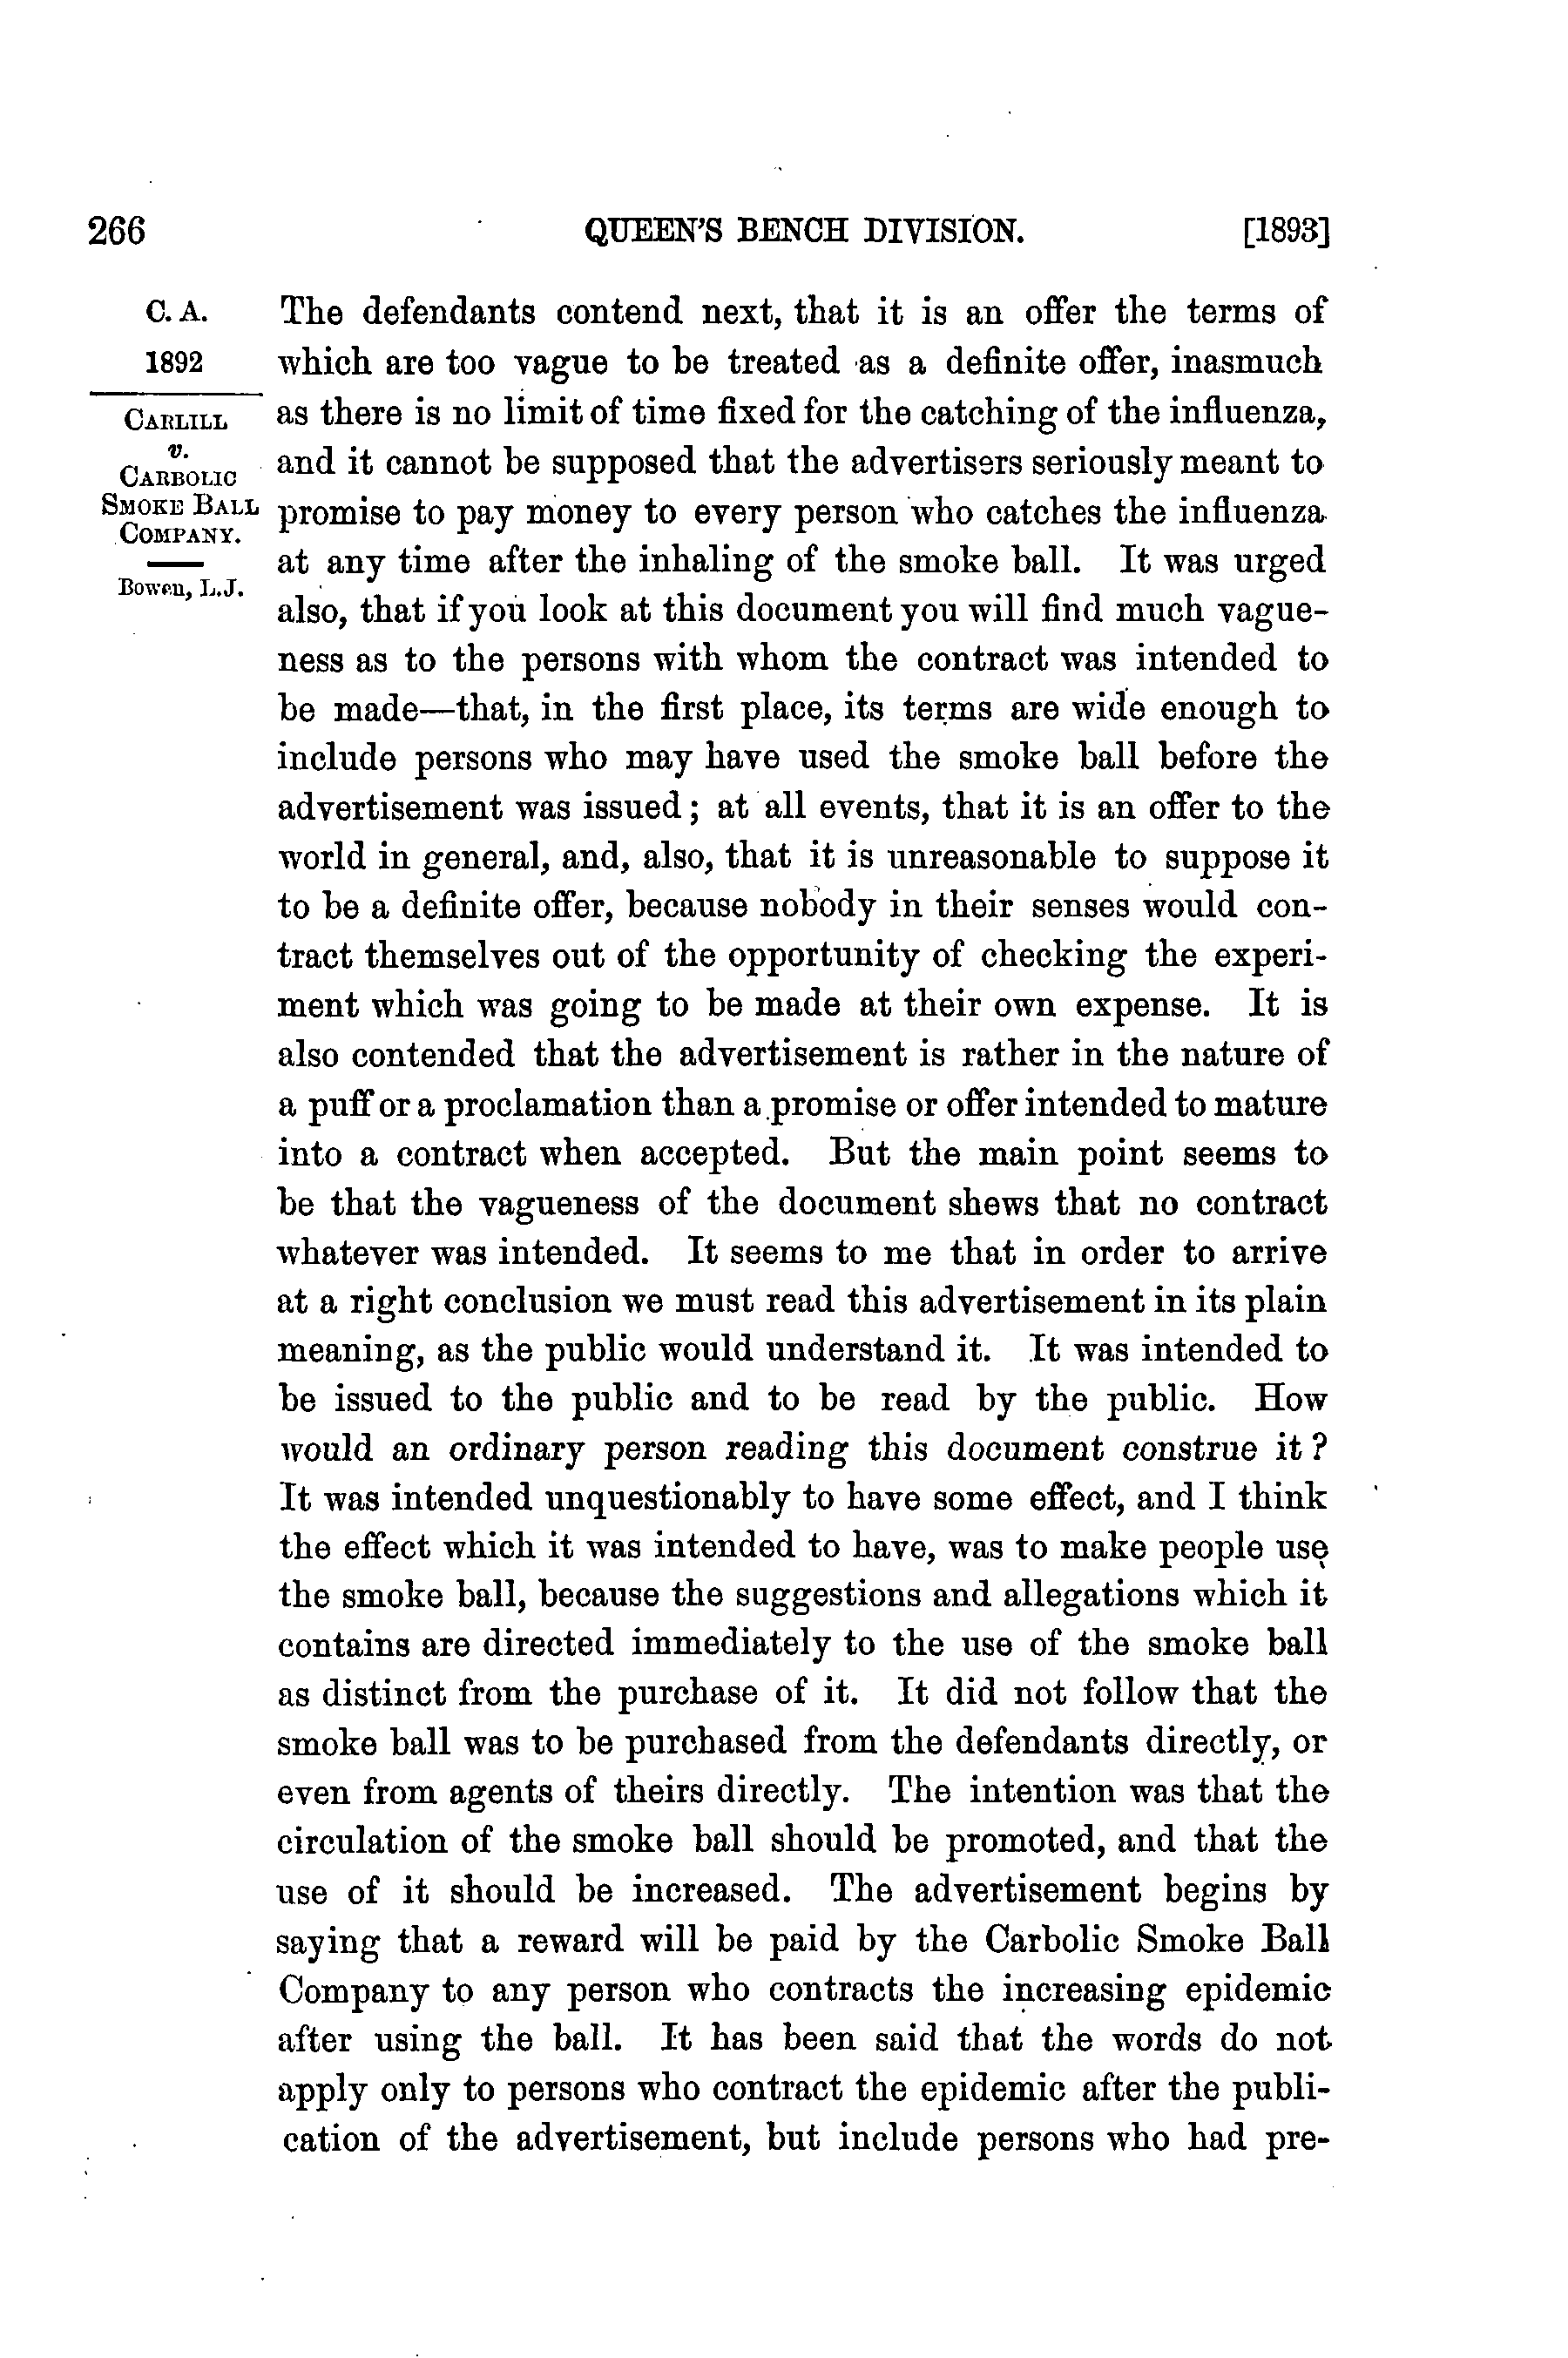 266 QUEEN'S BENCH DIVISION. [1893]
C. A.
1892
CARLILL
v.
CARBOLIC
SMOKE BALL
COMPANY.
Bowen, L.J.
The defendants contend next, that it is an offer the terms of
which are too vague to be treated as a definite offer, inasmuch
as there is no limit of time fixed for the catching of the influenza,
and it cannot be supposed that the advertisers seriously meant to
promise to pay money to every person who catches the influenza
at any time after the inhaling of the smoke ball. It was urged
also, that if you look at this document you will find much vague-
ness as to the persons with whom the contract was intended to
be made—that, in the first place, its terms are wide enough to
include persons who may have used the smoke ball before the
advertisement was issued; at all events, that it is an offer to the
world in general, and, also, that it is unreasonable to suppose it
to be a definite offer, because nobody in their senses would con-
tract themselves out of the opportunity of checking the experi-
ment which was going to be made at their own expense. It is
also contended that the advertisement is rather in the nature of
a puff or a proclamation than a promise or offer intended to mature
into a contract when accepted. But the main point seems to
be that the vagueness of the document shews that no contract
whatever was intended. It seems to me that in order to arrive
at a right conclusion we must read this advertisement in its plain
meaning, as the public would understand it. It was intended to
be issued to the public and to be read by the public. How
would an ordinary person reading this document construe it?
It was intended unquestionably to have some effect, and I think
the effect which it was intended to have, was to make people use
the smoke ball, because the suggestions and allegations which it
contains are directed immediately to the use of the smoke ball
as distinct from the purchase of it. It did not follow that the
smoke ball was to be purchased from the defendants directly, or
even from agents of theirs directly. The intention was that the
circulation of the smoke ball should be promoted, and that the
use of it should be increased. The advertisement begins by
saying that a reward will be paid by the Carbolic Smoke Ball
Company to any person who contracts the increasing epidemic
after using the ball. It has been said that the words do not
apply only to persons who contract the epidemic after the publi-
cation of the advertisement, but include persons who had pre-